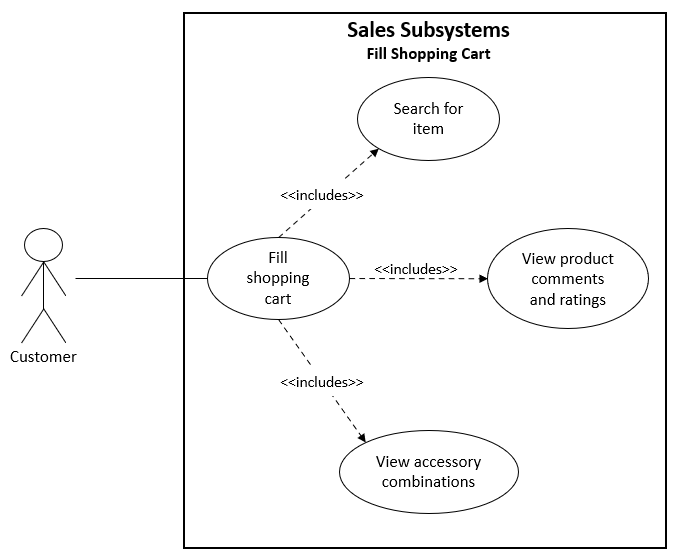 Sales Subsystems
Fill Shopping Cart
Search for
item
<<includes>>
Fill
shopping
cart
<<includes>>
View product
comments
and ratings
Customer
<<includes>>
View accessory
combinations